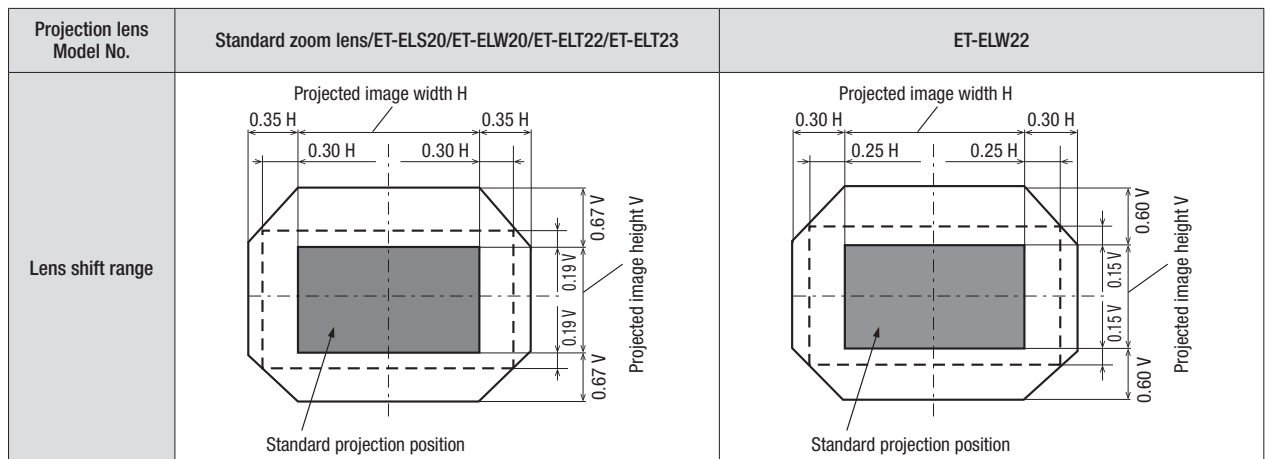 Projection lens
Model No.
Standard zoom lens/ET-ELS20/ET-ELW20/ET-ELT22/ET-ELT23
ET-ELW22
Lens shift range
Projected image width H
0.35 H
0.35 H
0.30 H
0.30 H
0.67 V
0.19 V
0.19 V
0.67 V
Projected image height V
Standard projection position
Projected image width H
0.30 H
0.30 H
0.25 H
0.25 H
0.60 V
0.15 V
0.15 V
0.60 V
Projected image height V
Standard projection position